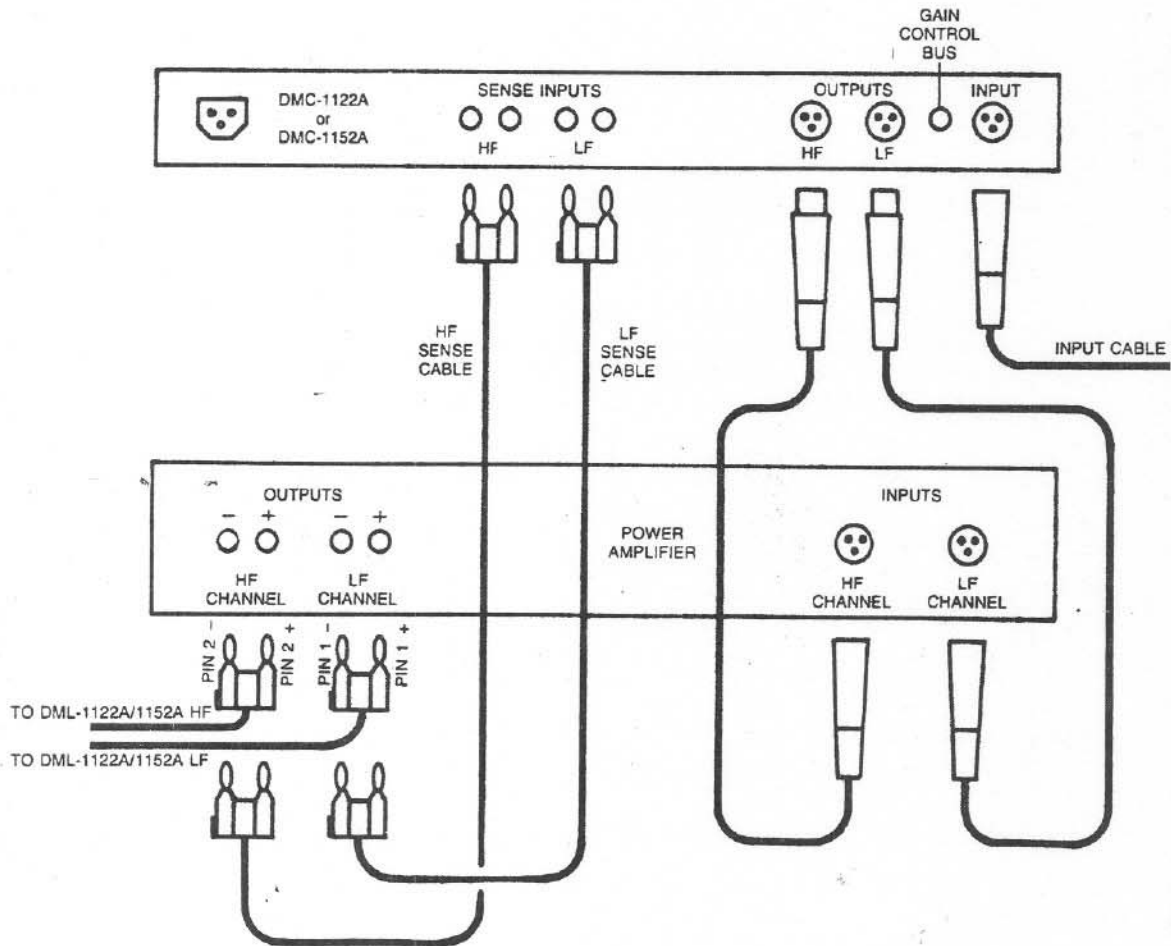 GAIN
CONTROL
BUS
DMC-1122A
or
DMC-1152A
SENSE INPUTS
HF
LF
OUTPUTS
HF
LF
INPUT
HF
SENSE
CABLE
LF
SENSE
CABLE
INPUT CABLE
OUTPUTS
− + − +
HF
CHANNEL
LF
CHANNEL
POWER
AMPLIFIER
INPUTS
HF
CHANNEL
LF
CHANNEL
PIN 2 −
PIN 2 +
PIN 1 −
PIN 1 +
TO DML-1122A/1152A HF
TO DML-1122A/1152A LF